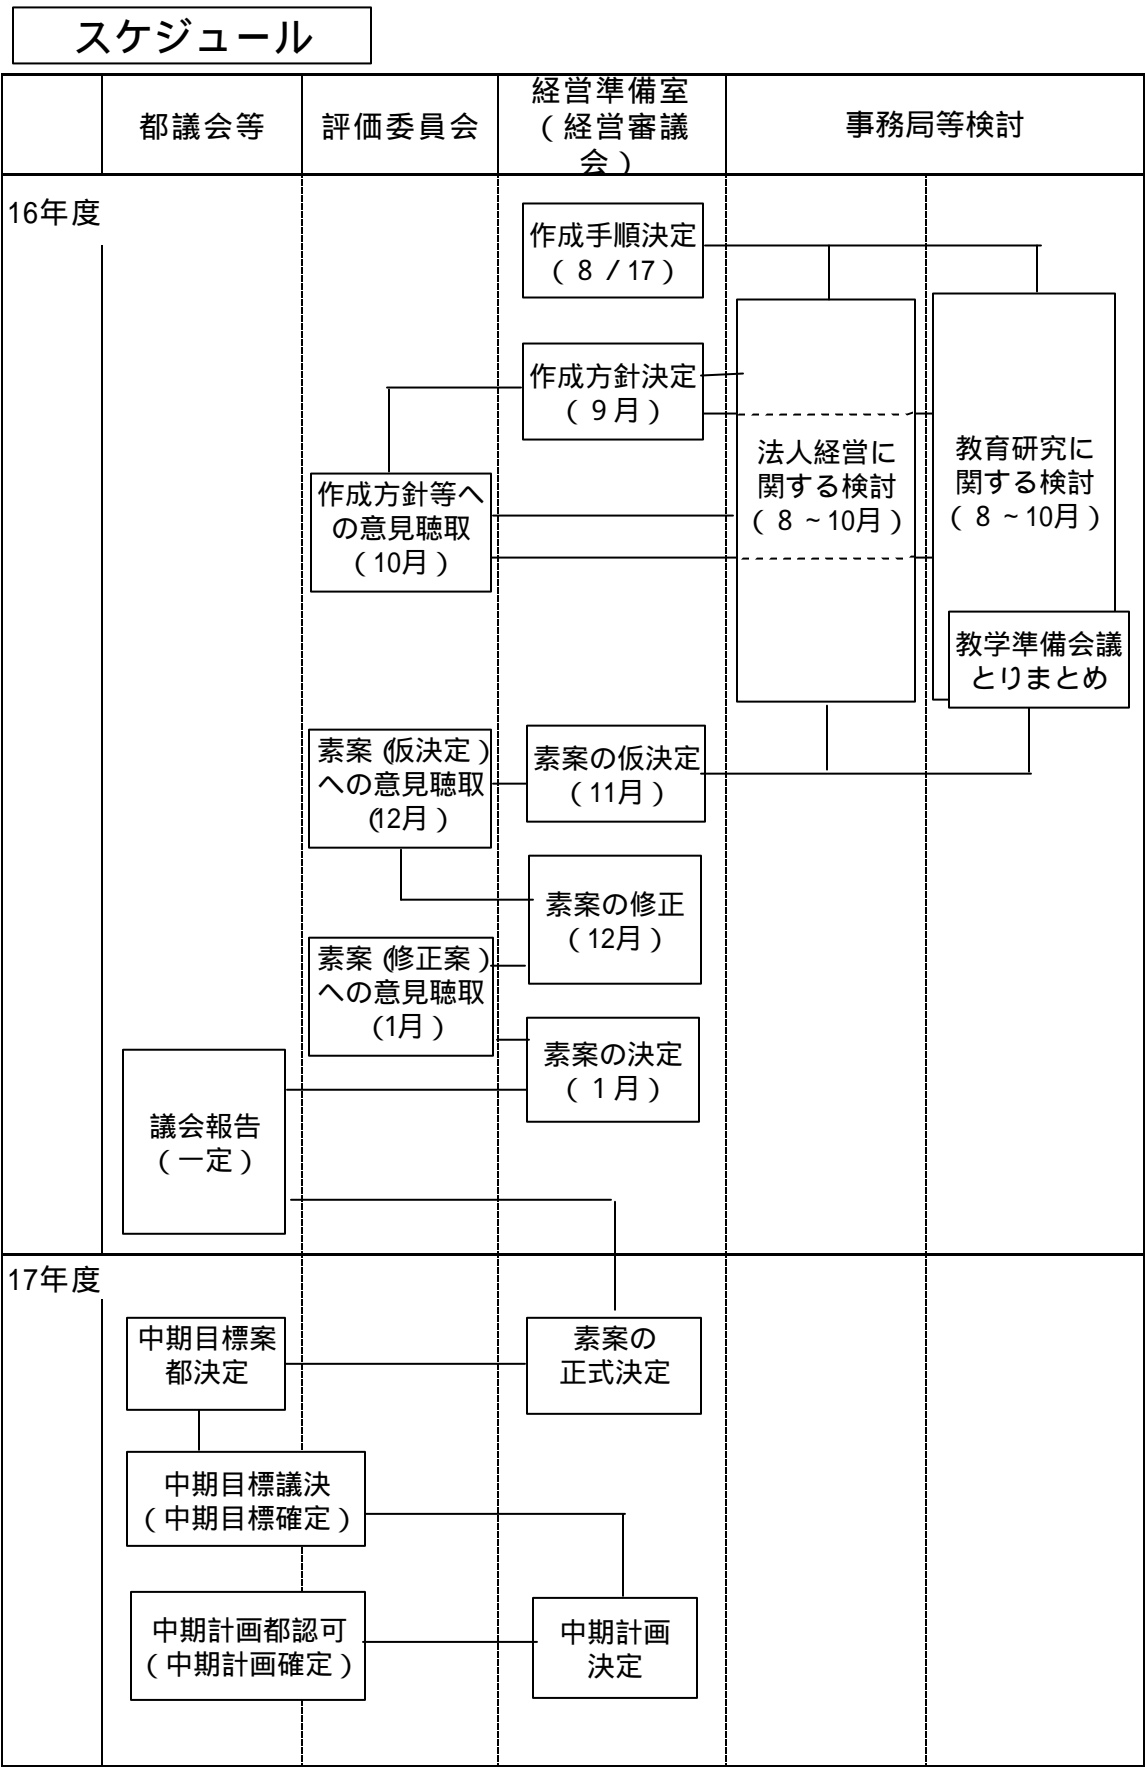 スケジュール
都議会等
評価委員会
経営準備室
（経営審議
会）
事務局等検討
16年度
作成手順決定
（８／17）
作成方針決定
（９月）
法人経営に
関する検討
（８～10月）
教育研究に
関する検討
（８～10月）
作成方針等へ
の意見聴取
（10月）
教学準備会議
とりまとめ
素案（仮決定）
への意見聴取
（12月）
素案の仮決定
（11月）
素案の修正
（12月）
素案（修正案）
への意見聴取
（1月）
素案の決定
（１月）
議会報告
（一定）
17年度
中期目標案
都決定
素案の
正式決定
中期目標議決
（中期目標確定）
中期計画都認可
（中期計画確定）
中期計画
決定